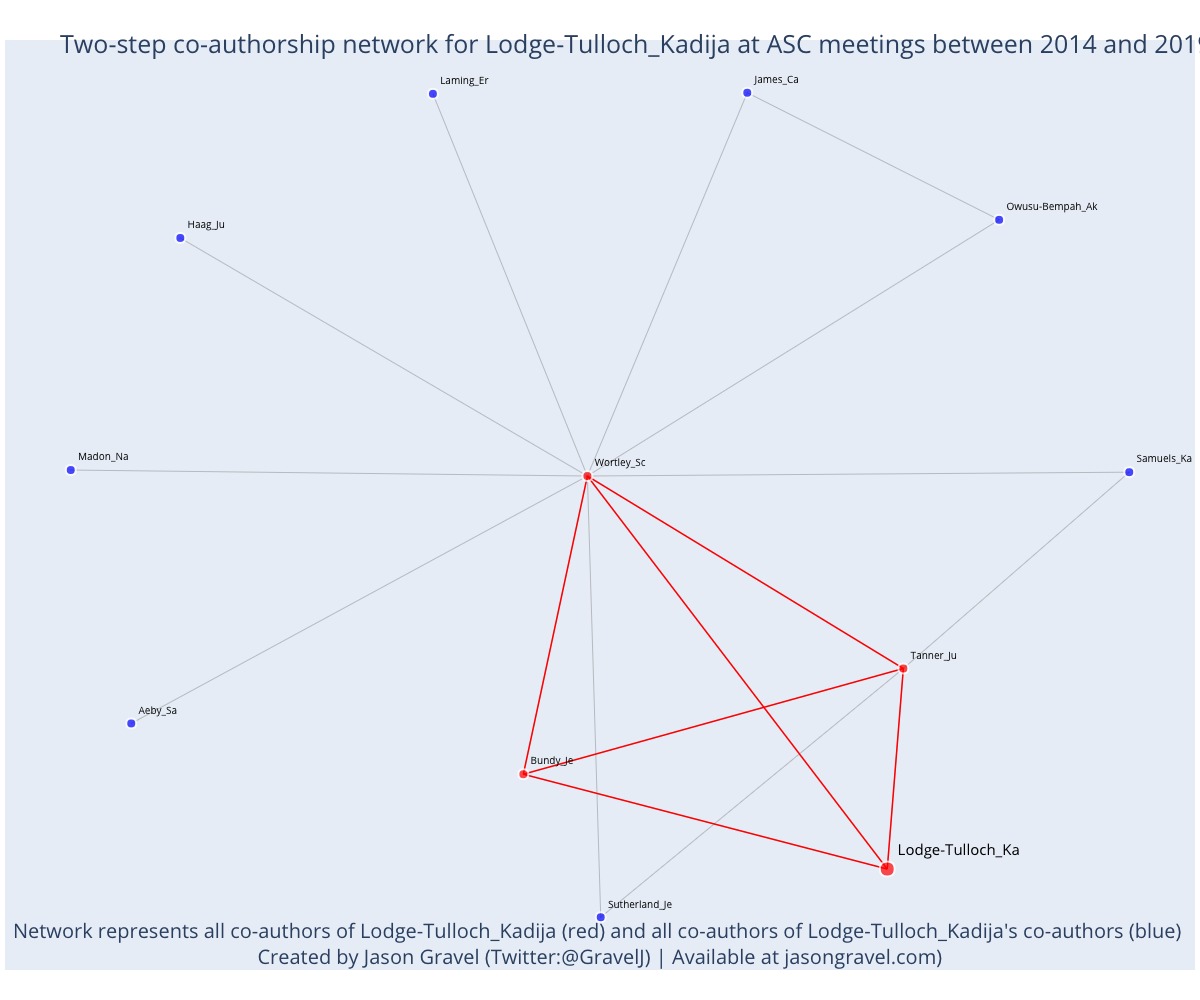 Two-step co-authorship network for Lodge-Tulloch_Kadija at ASC meetings between 2014 and 201
Laming_Er
James_Ca
Owusu-Bempah_Ak
Haag_Ju
Madon_Na
Wortley_Sc
Samuels_Ka
Tanner_Ju
Aeby_Sa
Bundy_Je
Lodge-Tulloch_Ka
Sutherland_Je
Network represents all co-authors of Lodge-Tulloch_Kadija (red) and all co-authors of Lodge-Tulloch_Kadija's co-authors (blue)
Created by Jason Gravel (Twitter:@GravelJ) | Available at jasongravel.com)